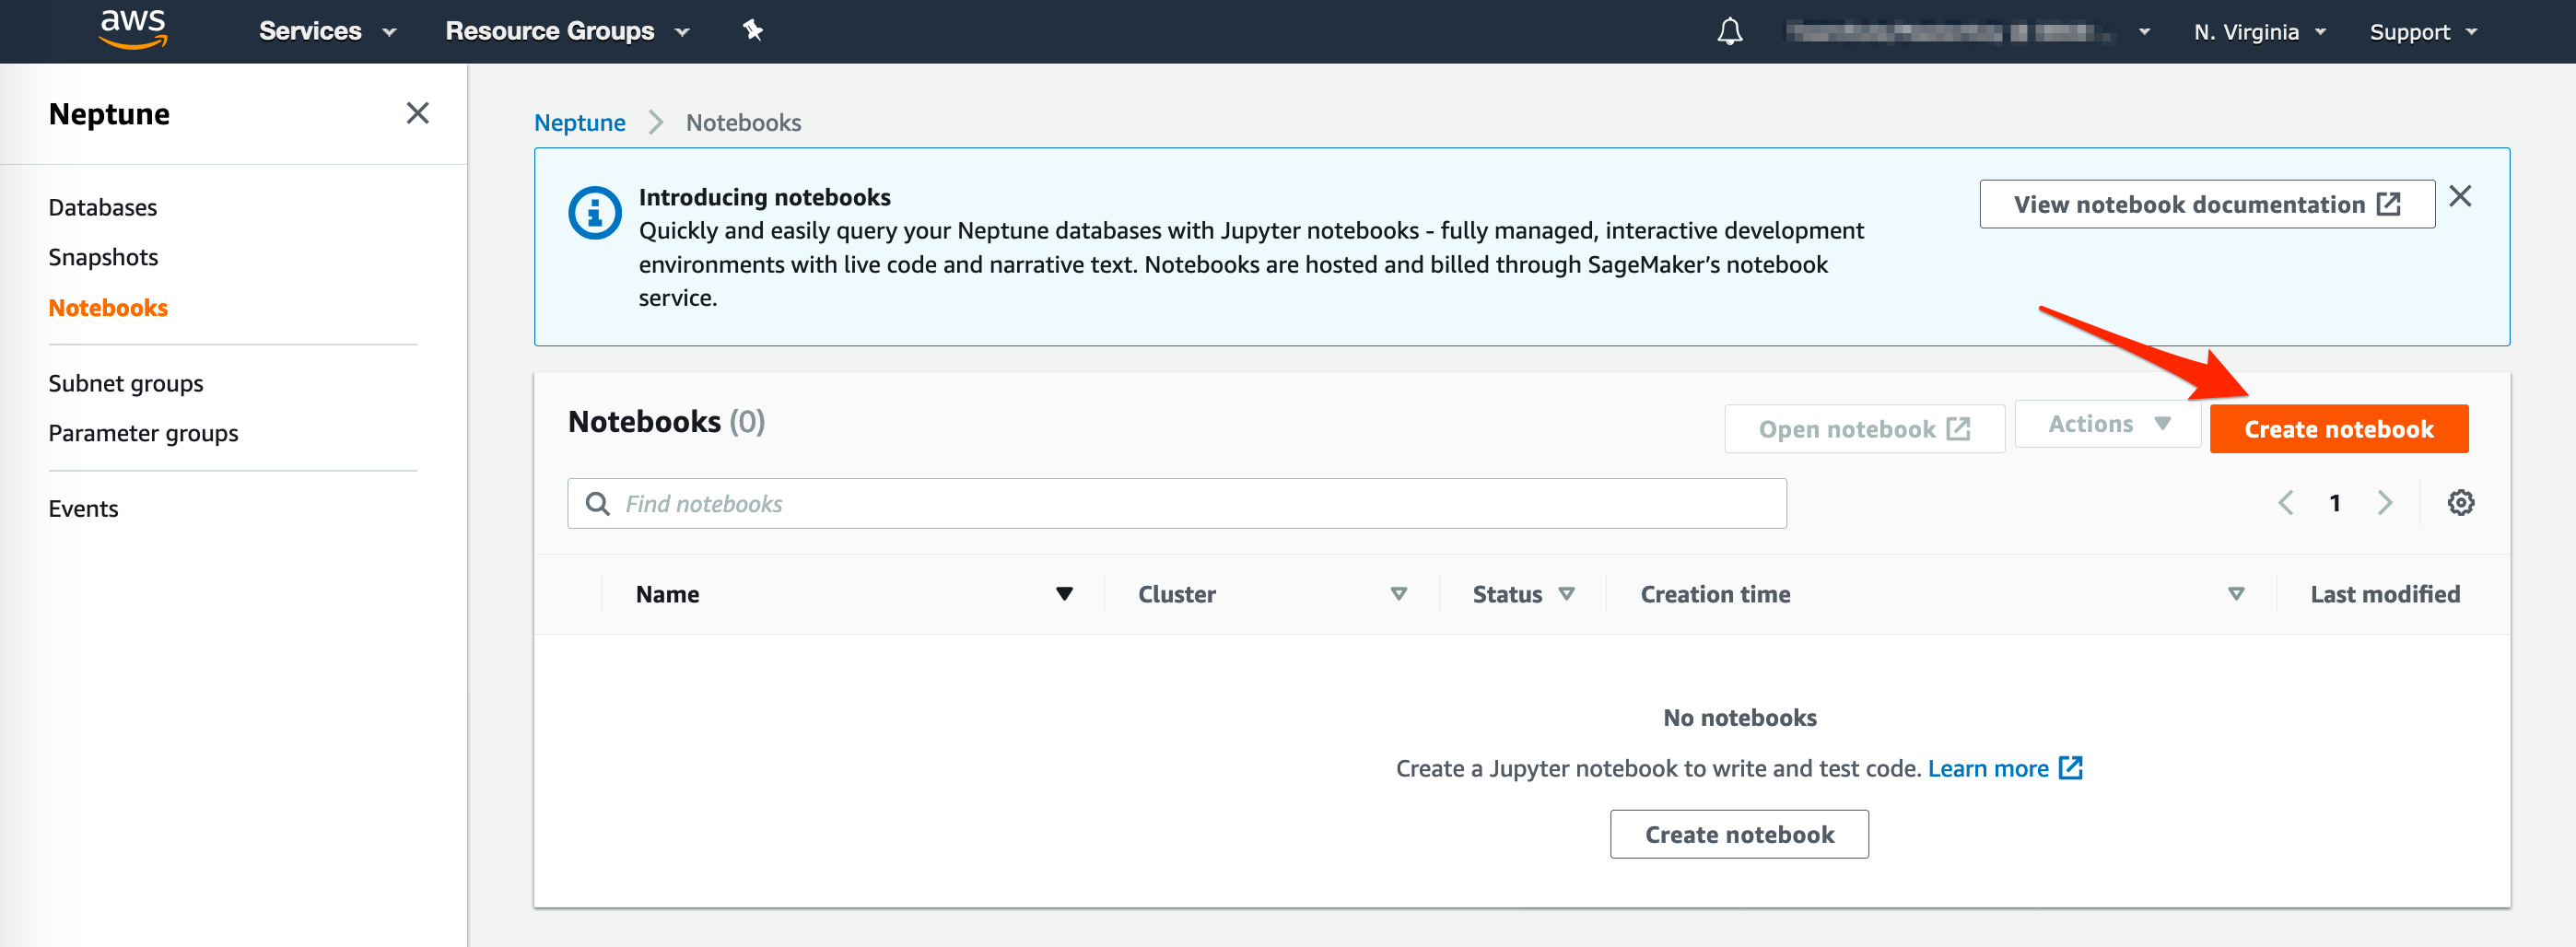 aws Services Resource Groups N. Virginia Support
Neptune
Databases
Snapshots
Notebooks
Subnet groups
Parameter groups
Events
Neptune Notebooks
Introducing notebooks
Quickly and easily query your Neptune databases with Jupyter notebooks - fully managed, interactive development
environments with live code and narrative text. Notebooks are hosted and billed through SageMaker’s notebook
service.
View notebook documentation
Notebooks (0)
Open notebook Actions Create notebook
Find notebooks
1
Name Cluster Status Creation time Last modified
No notebooks
Create a Jupyter notebook to write and test code. Learn more
Create notebook